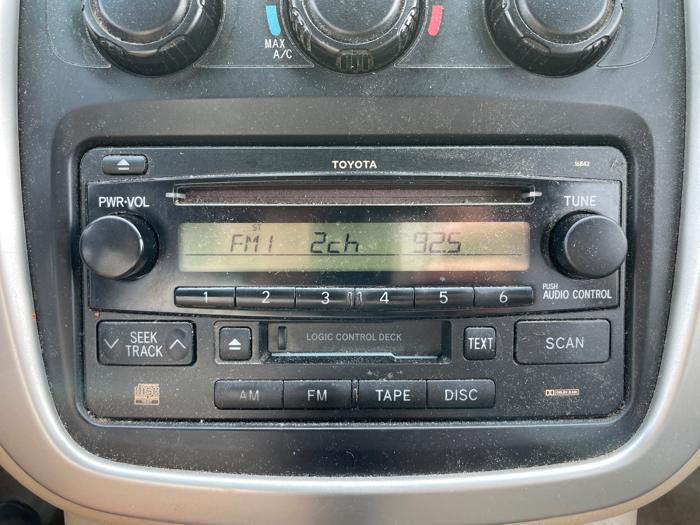 MAX
A/C
TOYOTA
16842
PWR·VOL
TUNE
ST
FM1 2ch 92.5
1 2 3 4 5 6
PUSH
AUDIO CONTROL
SEEK
TRACK
LOGIC CONTROL DECK
TEXT
SCAN
AM FM TAPE DISC